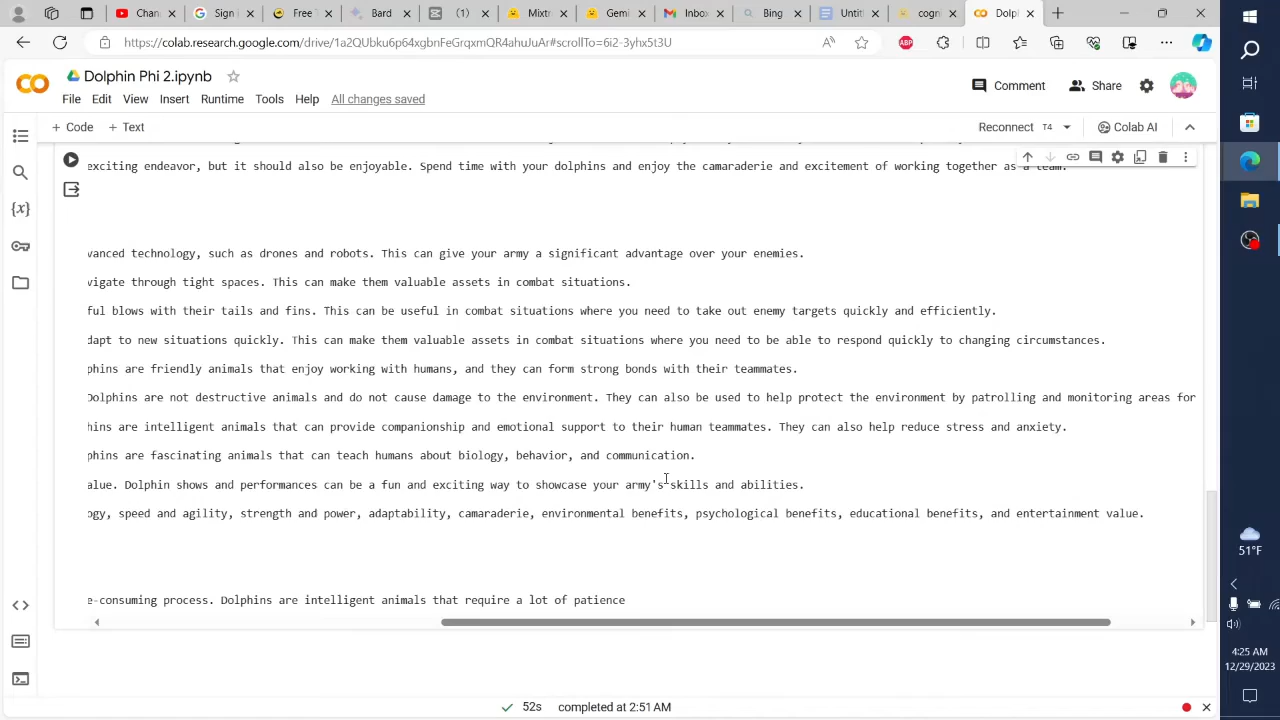 Chan
Sign
Free
Bard
(1)
Mixt
Gemi
Inbox
Bing
Untit
cogni
Dolp
https://colab.research.google.com/drive/1a2QUbku6p64xgbnFeGrqxmQR4ahuJuAr#scrollTo=6i2-3yhx5t3U
Dolphin Phi 2.ipynb
Comment
Share
File Edit View Insert Runtime Tools Help All changes saved
+ Code + Text
Reconnect T4
Colab AI
exciting endeavor, but it should also be enjoyable. Spend time with your dolphins and enjoy the camaraderie and excitement of working together as a team.
vanced technology, such as drones and robots. This can give your army a significant advantage over your enemies.
vigate through tight spaces. This can make them valuable assets in combat situations.
ful blows with their tails and fins. This can be useful in combat situations where you need to take out enemy targets quickly and efficiently.
dapt to new situations quickly. This can make them valuable assets in combat situations where you need to be able to respond quickly to changing circumstances.
phins are friendly animals that enjoy working with humans, and they can form strong bonds with their teammates.
Dolphins are not destructive animals and do not cause damage to the environment. They can also be used to help protect the environment by patrolling and monitoring areas for
hins are intelligent animals that can provide companionship and emotional support to their human teammates. They can also help reduce stress and anxiety.
phins are fascinating animals that can teach humans about biology, behavior, and communication.
alue. Dolphin shows and performances can be a fun and exciting way to showcase your army's skills and abilities.
ogy, speed and agility, strength and power, adaptability, camaraderie, environmental benefits, psychological benefits, educational benefits, and entertainment value.
e-consuming process. Dolphins are intelligent animals that require a lot of patience
52s completed at 2:51 AM
51°F
4:25 AM
12/29/2023